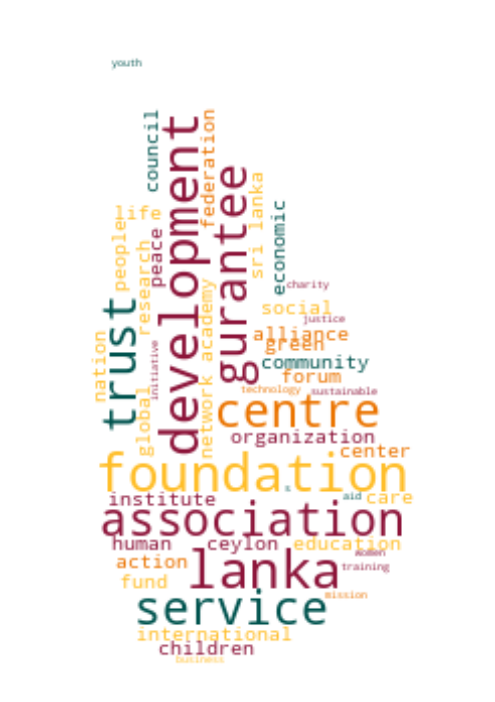 youth
council
development
federation
gurantee
sri lanka
economic
life
people
peace
research
charity
social
justice
trust
nation
initiative
academy
alliance
green
community
forum
technology
sustainable
global
network
centre
organization
center
foundation
s
institute
aid
care
association
human
ceylon
education
women
action
lanka
training
fund
mission
service
international
children
business